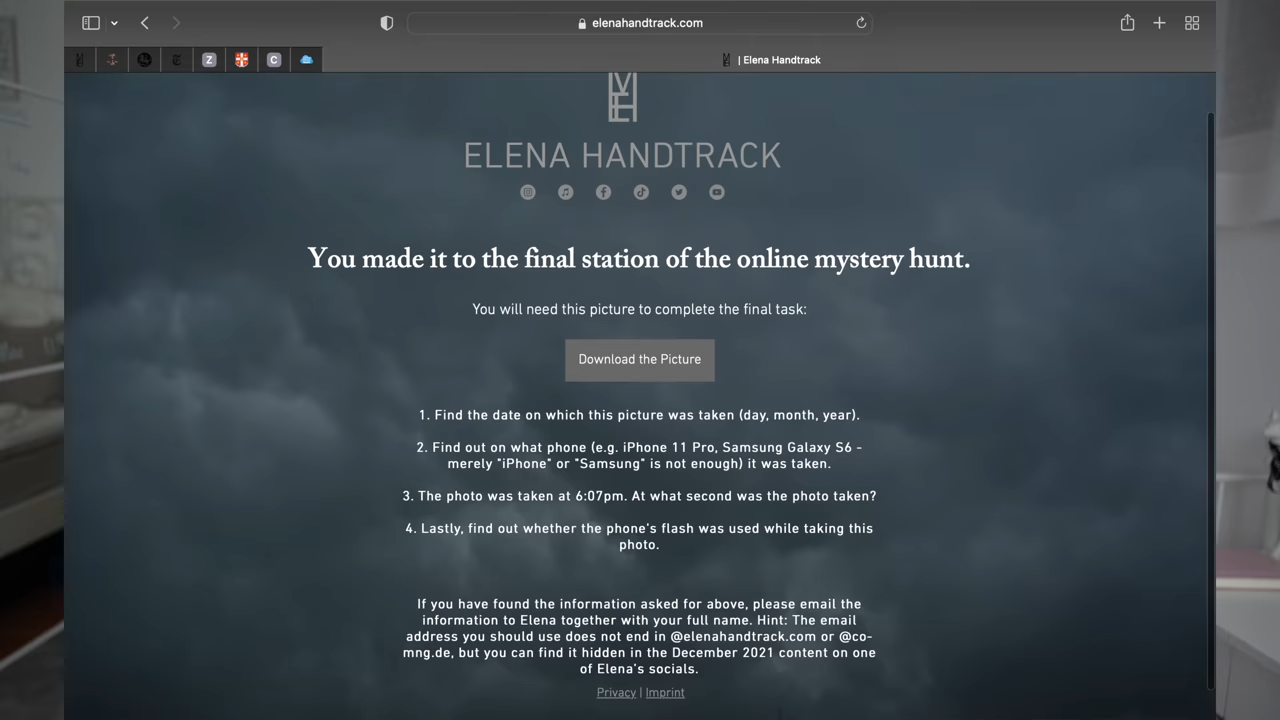 elenahandtrack.com
Z
C
| Elena Handtrack
ELENA HANDTRACK
You made it to the final station of the online mystery hunt.
You will need this picture to complete the final task:
Download the Picture
1. Find the date on which this picture was taken (day, month, year).
2. Find out on what phone (e.g. iPhone 11 Pro, Samsung Galaxy S6 -
merely "iPhone" or "Samsung" is not enough) it was taken.
3. The photo was taken at 6:07pm. At what second was the photo taken?
4. Lastly, find out whether the phone's flash was used while taking this
photo.
If you have found the information asked for above, please email the
information to Elena together with your full name. Hint: The email
address you should use does not end in @elenahandtrack.com or @co-
mng.de, but you can find it hidden in the December 2021 content on one
of Elena's socials.
Privacy | Imprint